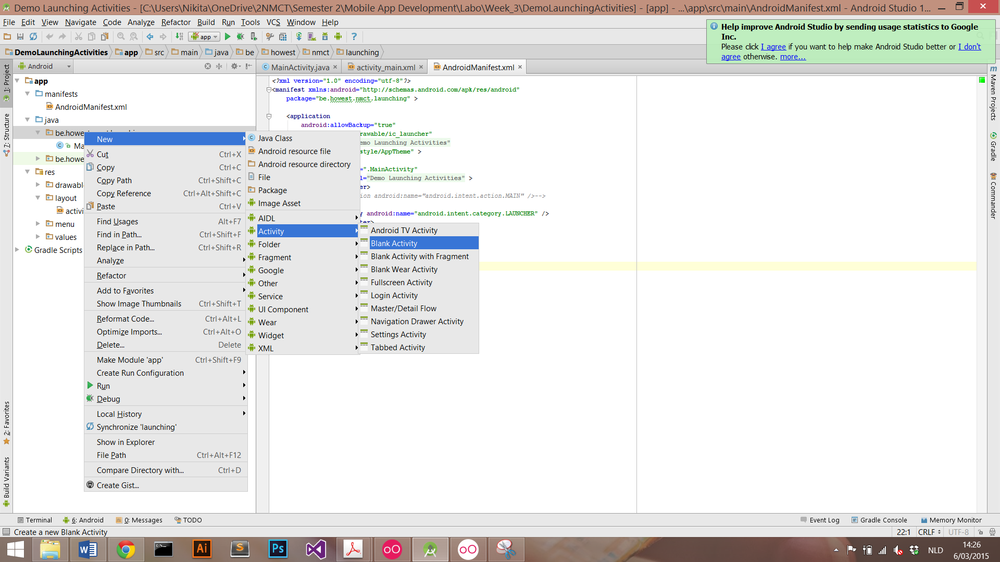 Demo Launching Activities - [C:\Users\Nikita\OneDrive\2NMCT\Semester 2\Mobile App Development\Labo\Week_3\DemoLaunchingActivities] - [app] - ...\app\src\main\AndroidManifest.xml - Android Studio 1...
File Edit View Navigate Code Analyze Refactor Build Run Tools VCS Window Help
app
Help improve Android Studio by sending usage statistics to Google
Inc.
Please click I agree if you want to help make Android Studio better or I don't
agree otherwise. more...
DemoLaunchingActivities app src main java be howest nmct launching
Android
MainActivity.java activity_main.xml AndroidManifest.xml
1: Project
7: Structure
2: Favorites
Build Variants
app
manifests
AndroidManifest.xml
java
Ma
be.howe
res
drawabl
layout
activi
menu
values
Gradle Scripts
<?xml version="1.0" encoding="utf-8"?>
<manifest xmlns:android="http://schemas.android.com/apk/res/android"
package="be.howest.nmct.launching" >
<application
android:allowBackup="true"
rawable/ic_launcher"
emo Launching Activities"
style/AppTheme" >
=".MainActivity"
l="Demo Launching Activities" >
er>
ion android:name="android.intent.action.MAIN" />-->
y android:name="android.intent.category.LAUNCHER" />
ter>
New
Cut Ctrl+X
Copy Ctrl+C
Copy Path Ctrl+Shift+C
Copy Reference Ctrl+Alt+Shift+C
Paste Ctrl+V
Find Usages Alt+F7
Find in Path... Ctrl+Shift+F
Replace in Path... Ctrl+Shift+R
Analyze
Refactor
Add to Favorites
Show Image Thumbnails Ctrl+Shift+T
Reformat Code... Ctrl+Alt+L
Optimize Imports... Ctrl+Alt+O
Delete... Delete
Make Module 'app' Ctrl+Shift+F9
Create Run Configuration
Run
Debug
Local History
Synchronize 'launching'
Show in Explorer
File Path Ctrl+Alt+F12
Compare Directory with... Ctrl+D
Create Gist...
Java Class
Android resource file
Android resource directory
File
Package
Image Asset
AIDL
Activity
Folder
Fragment
Google
Other
Service
UI Component
Wear
Widget
XML
Android TV Activity
Blank Activity
Blank Activity with Fragment
Blank Wear Activity
Fullscreen Activity
Login Activity
Master/Detail Flow
Navigation Drawer Activity
Settings Activity
Tabbed Activity
Maven Projects
Gradle
Commander
Terminal 6: Android 0: Messages TODO Event Log Gradle Console Memory Monitor
Create a new Blank Activity 22:1 CRLF UTF-8
Ai
Ps
NLD
14:26
6/03/2015